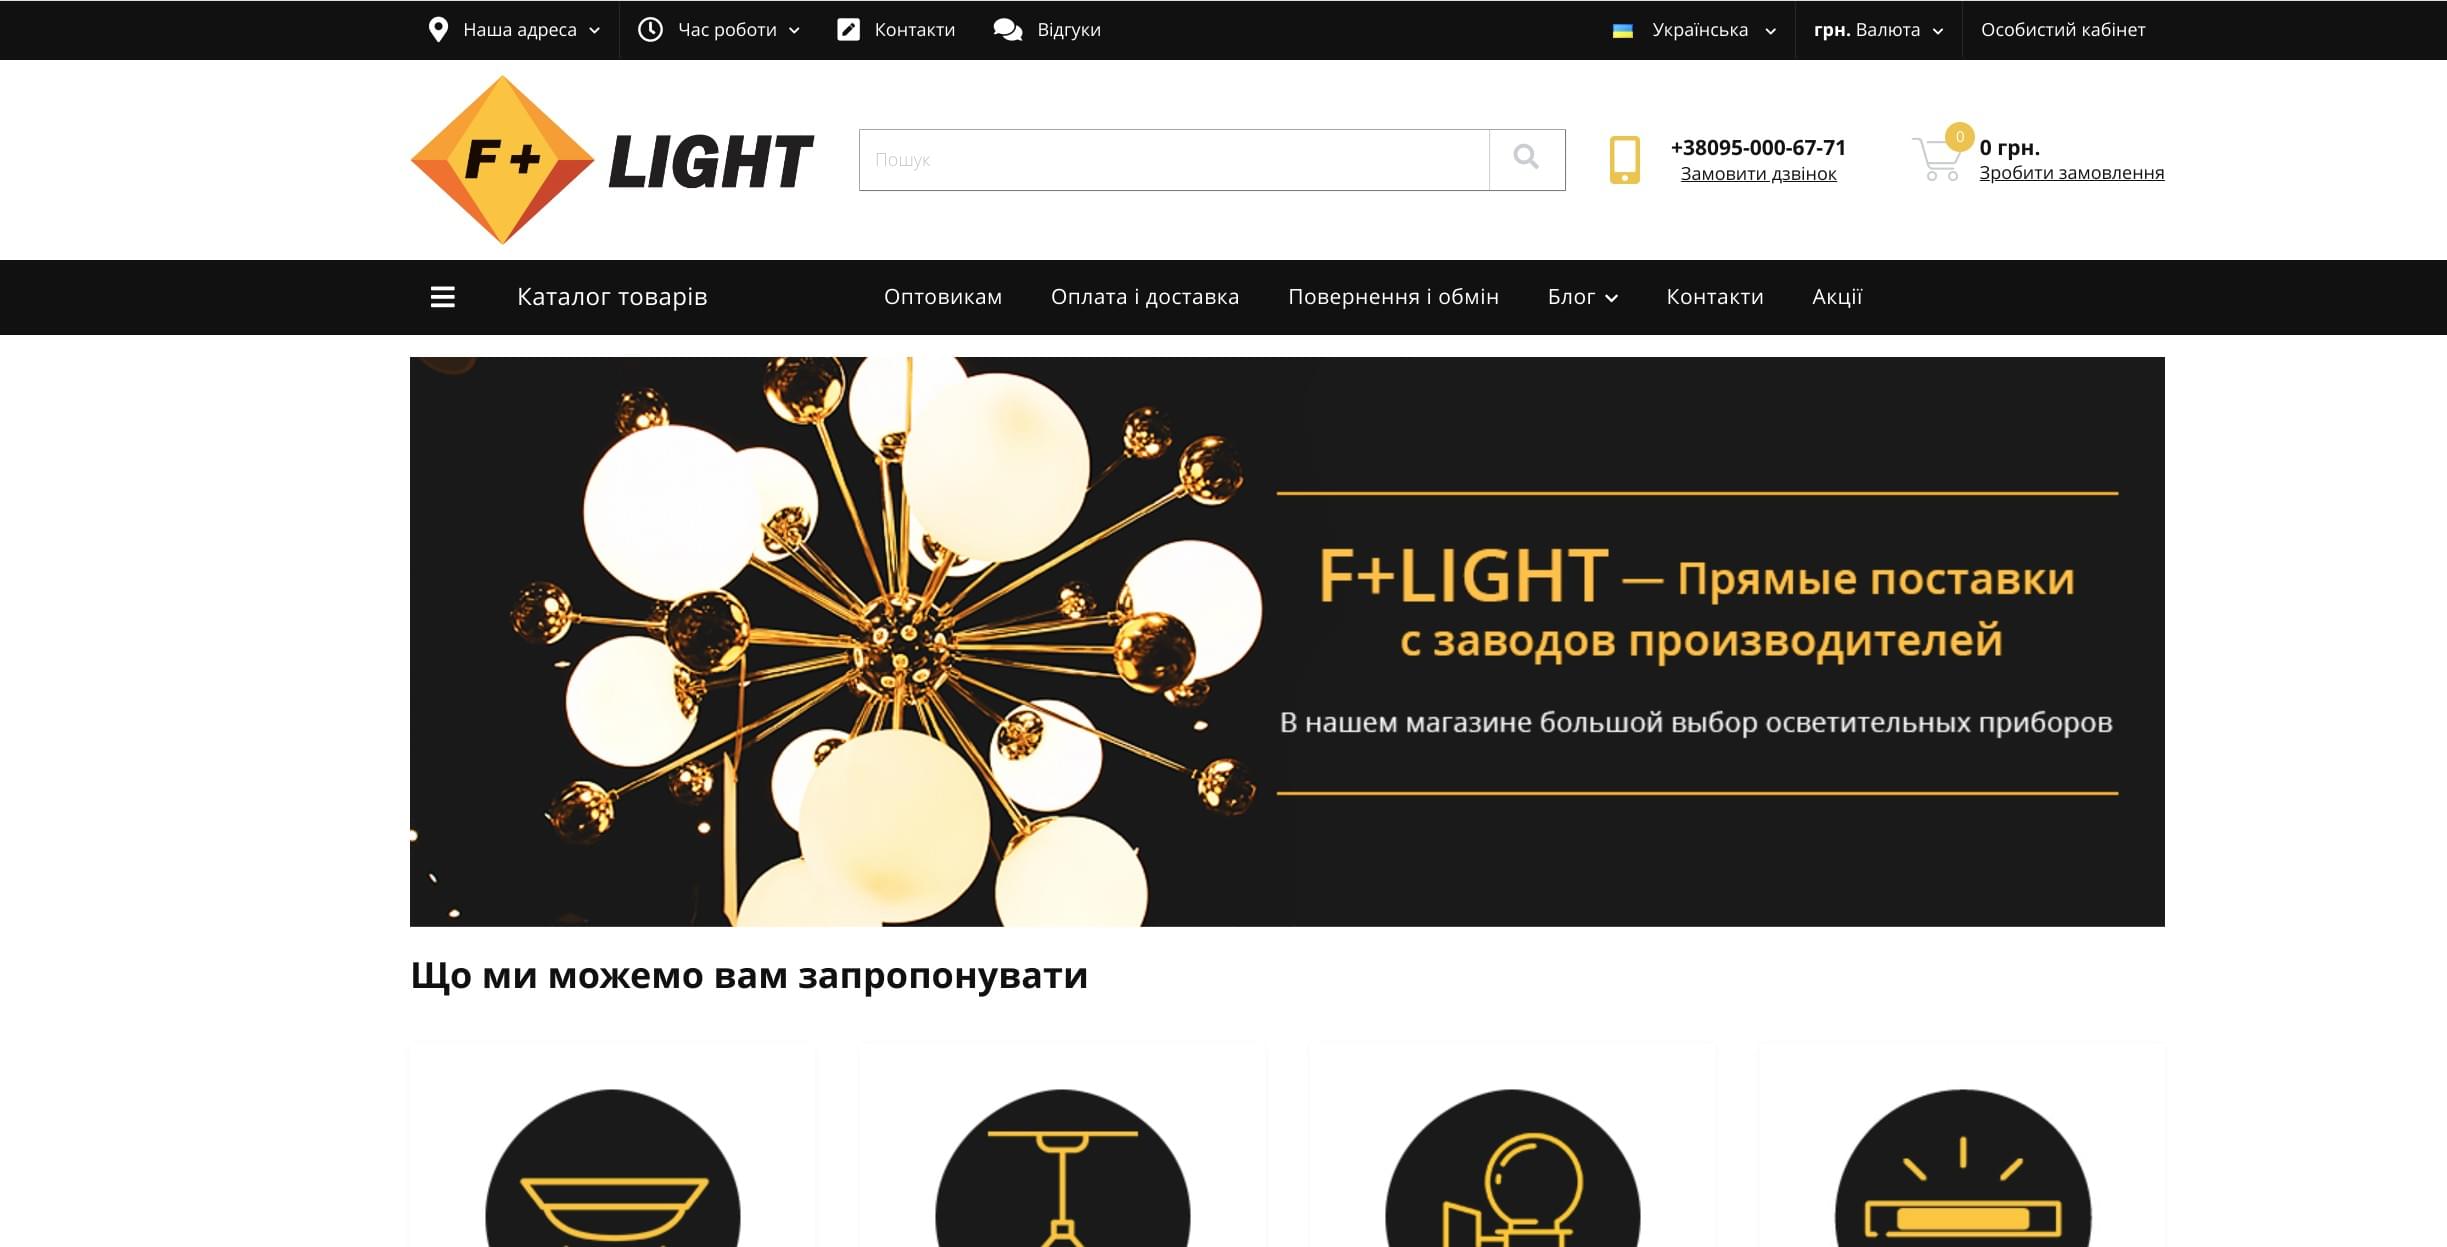 Наша адреса
Час роботи
Контакти
Відгуки
Українська
грн. Валюта
Особистий кабінет
F+ LIGHT
Пошук
+38095-000-67-71
Замовити дзвінок
0
0 грн.
Зробити замовлення
Каталог товарів
Оптовикам
Оплата і доставка
Повернення і обмін
Блог
Контакти
Акції
F+LIGHT — Прямые поставки
с заводов производителей
В нашем магазине большой выбор осветительных приборов
Що ми можемо вам запропонувати